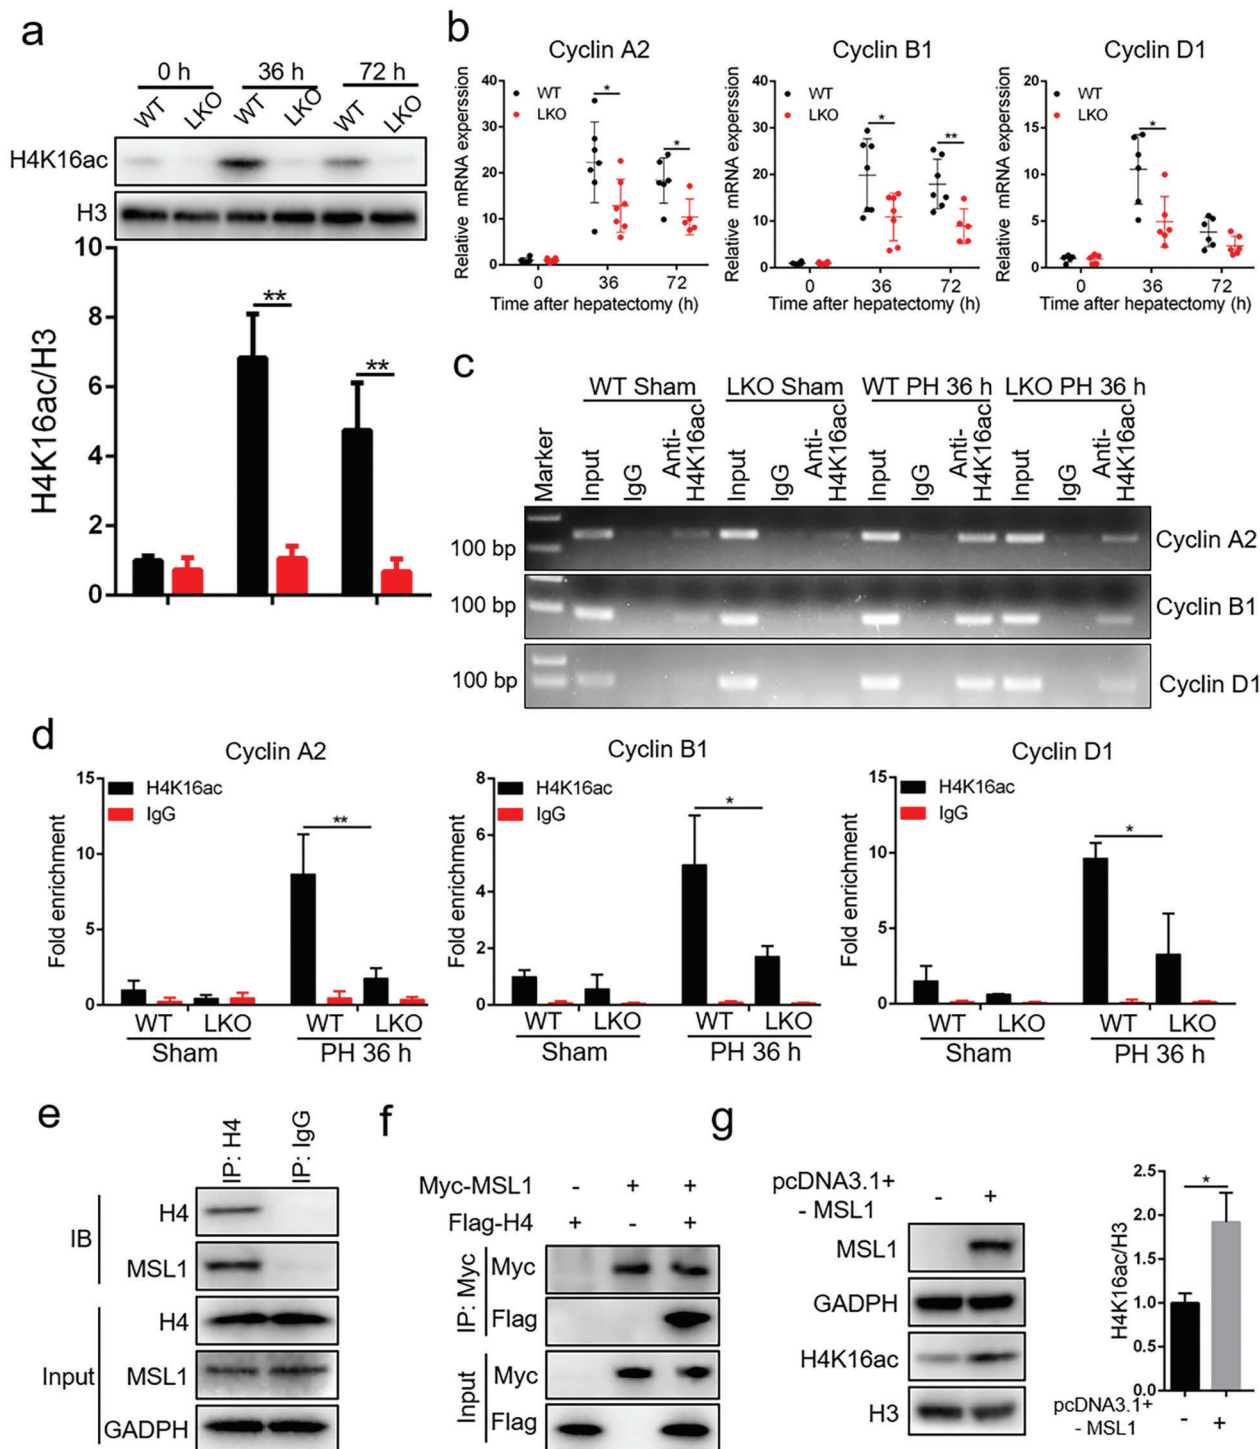 a
0 h 36 h 72 h
WT LKO WT LKO WT LKO
H4K16ac
H3
H4K16ac/H3
10
8
6
4
2
0
** **
b
Cyclin A2
Relative mRNA experssion
40
30
20
10
0
WT
LKO
* *
0 36 72
Time after hepatectomy (h)
Cyclin B1
Relative mRNA experssion
40
30
20
10
0
WT
LKO
* **
0 36 72
Time after hepatectomy (h)
Cyclin D1
Relative mRNA experssion
20
15
10
5
0
WT
LKO
*
0 36 72
Time after hepatectomy (h)
c
WT Sham LKO Sham WT PH 36 h LKO PH 36 h
Marker Input IgG Anti-H4K16ac Input IgG Anti-H4K16ac Input IgG Anti-H4K16ac Input IgG Anti-H4K16ac
100 bp Cyclin A2
100 bp Cyclin B1
100 bp Cyclin D1
d
Cyclin A2
Fold enrichment
15
10
5
0
H4K16ac
IgG
**
WT LKO WT LKO
Sham PH 36 h
Cyclin B1
Fold enrichment
8
6
4
2
0
H4K16ac
IgG
*
WT LKO WT LKO
Sham PH 36 h
Cyclin D1
Fold enrichment
15
10
5
0
H4K16ac
IgG
*
WT LKO WT LKO
Sham PH 36 h
e
IP: H4 IP: IgG
IB
H4
MSL1
Input
H4
MSL1
GADPH
f
Myc-MSL1 - + +
Flag-H4 + - +
IP: Myc
Myc
Flag
Input
Myc
Flag
g
pcDNA3.1+
- MSL1 - +
MSL1
GADPH
H4K16ac
H3
H4K16ac/H3
2.5
2.0
1.5
1.0
0.5
0.0
*
pcDNA3.1+
- MSL1 - +